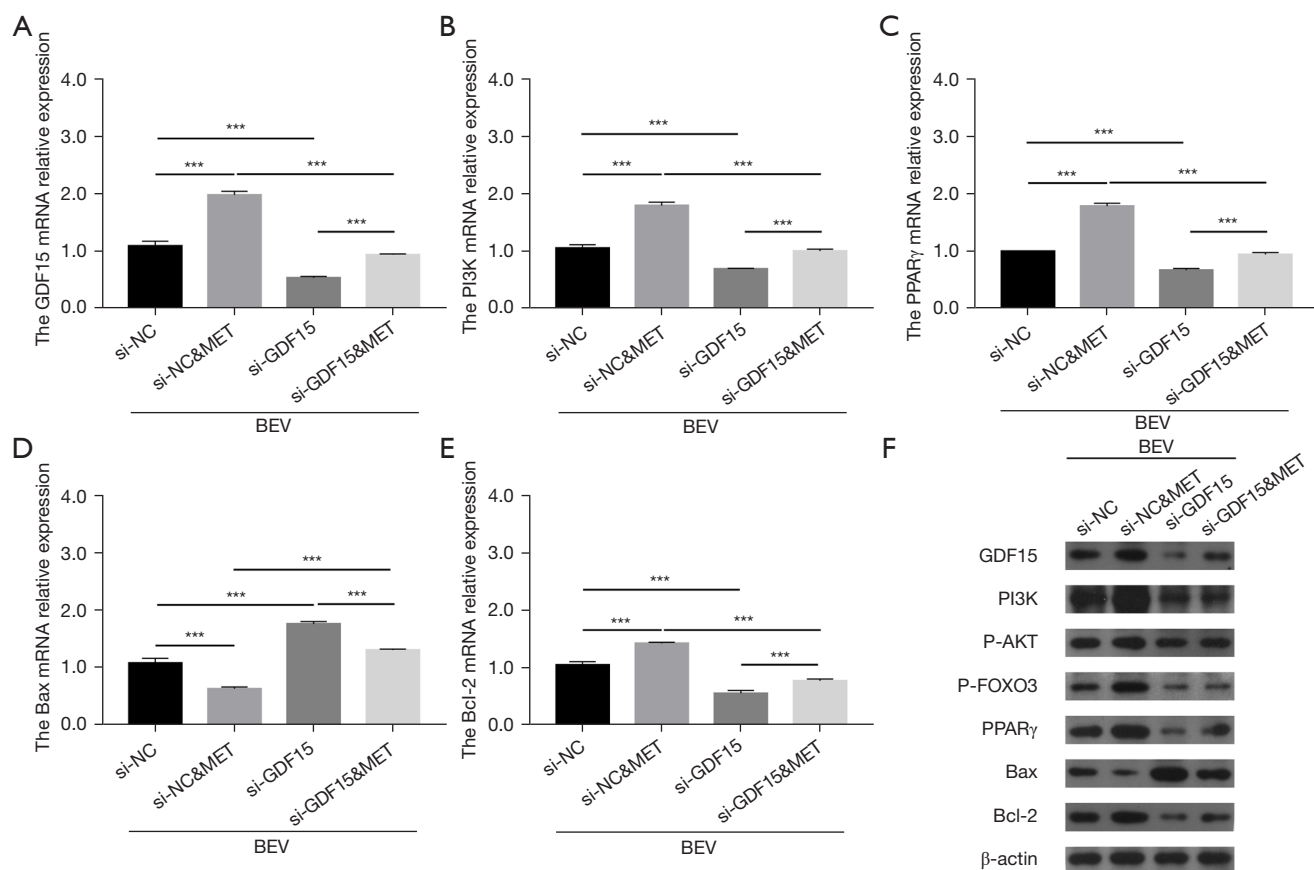 A
The GDF15 mRNA relative expression
4.0
3.0
2.0
1.0
0.0
***
***
***
***
si-NC
si-NC&MET
si-GDF15
si-GDF15&MET
BEV
B
The PI3K mRNA relative expression
4.0
3.0
2.0
1.0
0.0
***
***
***
***
si-NC
si-NC&MET
si-GDF15
si-GDF15&MET
BEV
C
The PPARγ mRNA relative expression
4.0
3.0
2.0
1.0
0.0
***
***
***
***
si-NC
si-NC&MET
si-GDF15
si-GDF15&MET
BEV
D
The Bax mRNA relative expression
4.0
3.0
2.0
1.0
0.0
***
***
***
***
si-NC
si-NC&MET
si-GDF15
si-GDF15&MET
BEV
E
The Bcl-2 mRNA relative expression
4.0
3.0
2.0
1.0
0.0
***
***
***
***
si-NC
si-NC&MET
si-GDF15
si-GDF15&MET
BEV
F
BEV
si-NC
si-NC&MET
si-GDF15
si-GDF15&MET
GDF15
PI3K
P-AKT
P-FOXO3
PPARγ
Bax
Bcl-2
β-actin